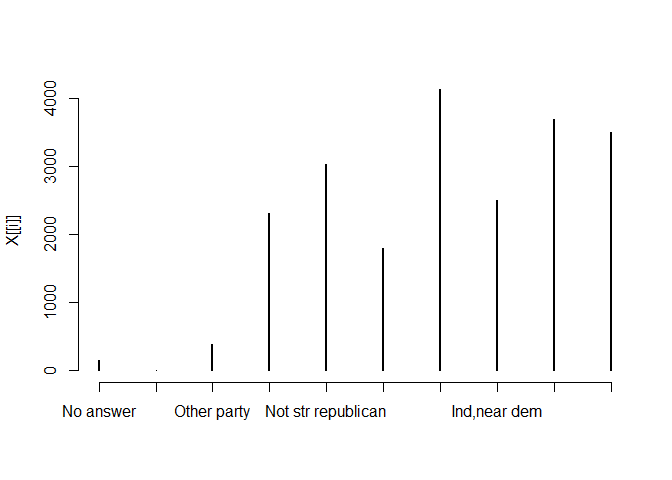 4000
3000
2000
1000
0
X[[i]]
No answer Other party Not str republican Ind,near dem